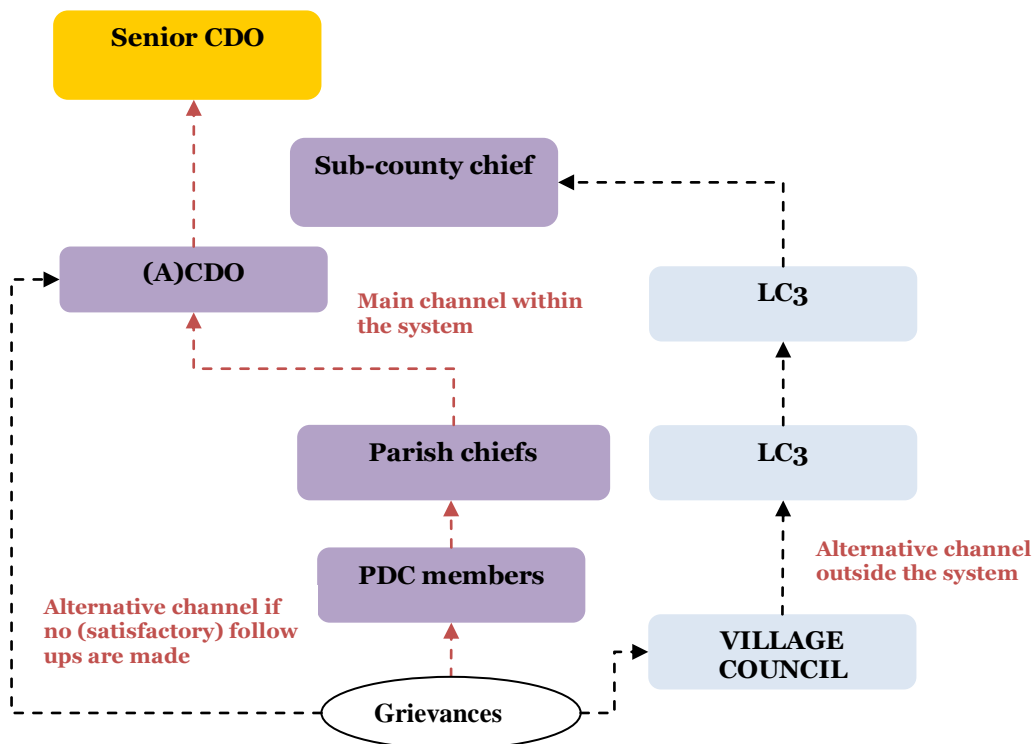 Senior CDO
Sub-county chief
(A)CDO
LC3
Main channel within
the system
Parish chiefs
LC3
PDC members
Alternative channel
outside the system
Alternative channel if
no (satisfactory) follow
ups are made
VILLAGE
COUNCIL
Grievances